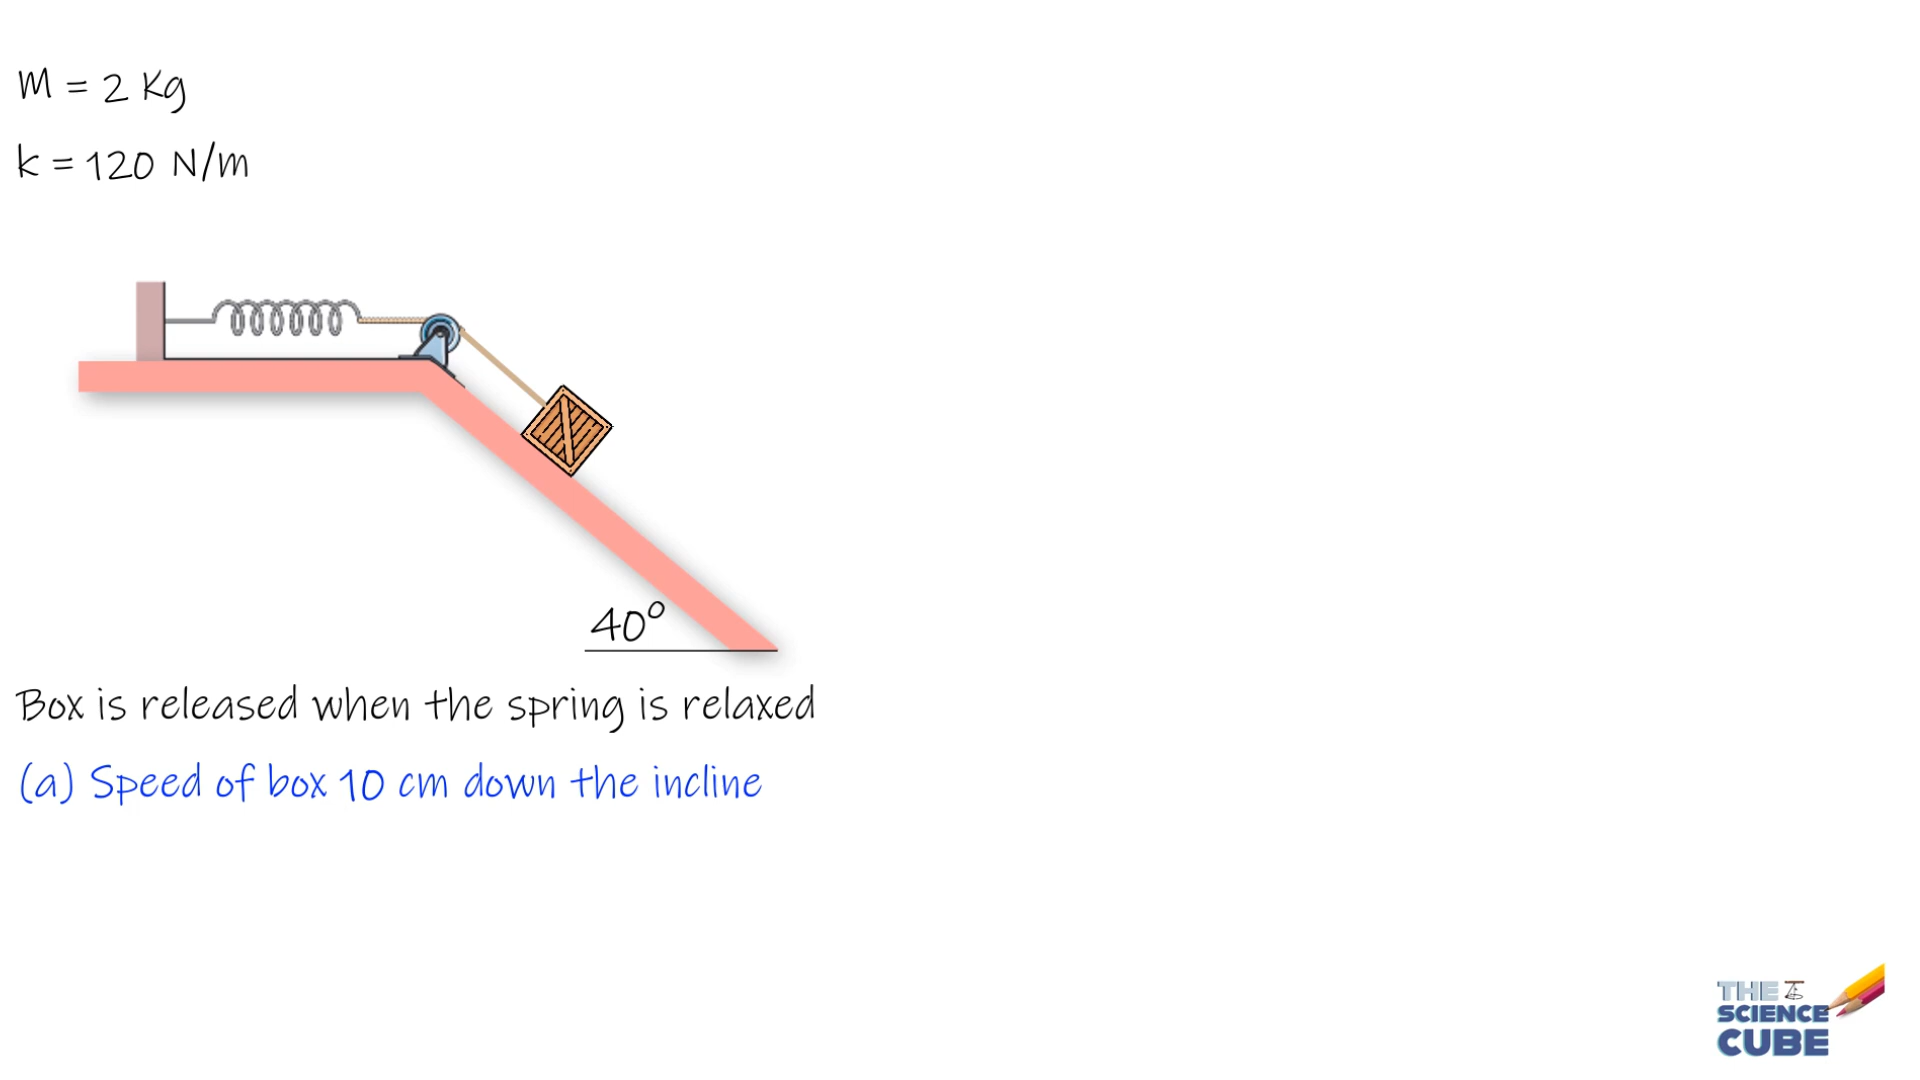 m = 2 Kg
k = 120 N/m
40°
Box is released when the spring is relaxed
(a) Speed of box 10 cm down the incline
THE
SCIENCE
CUBE